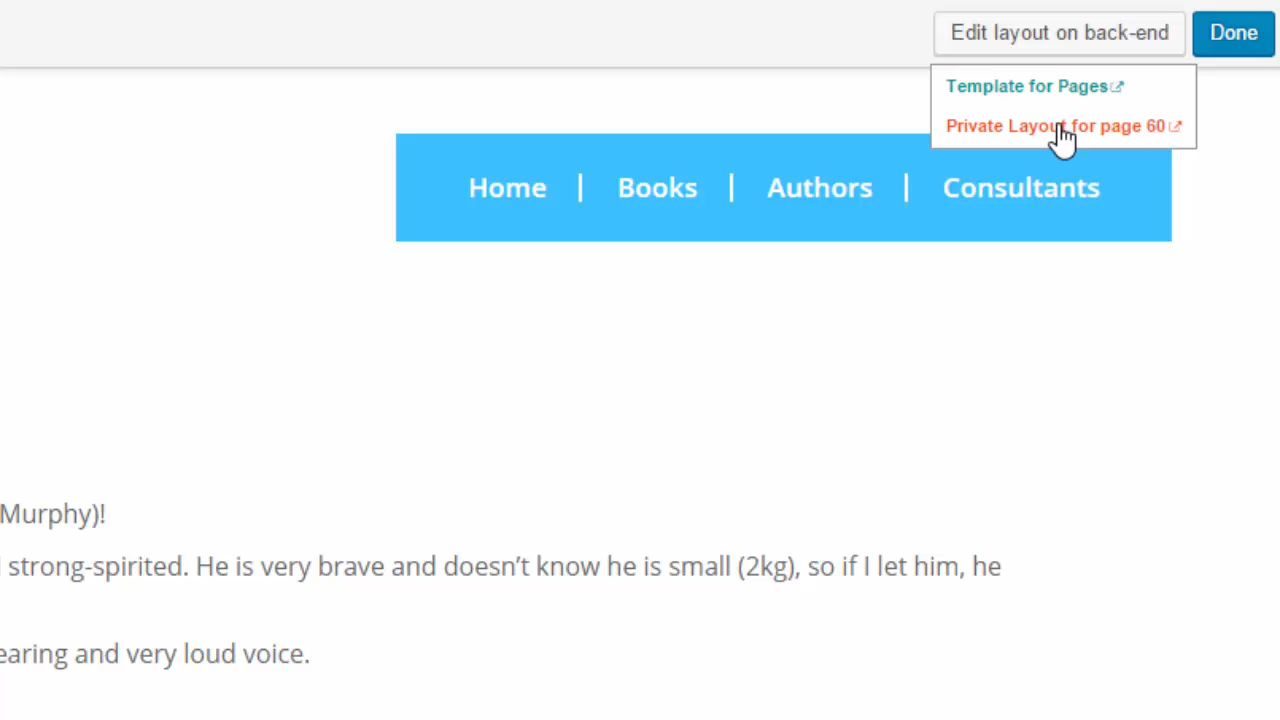 Edit layout on back-end Done
Template for Pages
Private Layout for page 60
Home | Books | Authors | Consultants
Murphy)!
strong-spirited. He is very brave and doesn’t know he is small (2kg), so if I let him, he
earing and very loud voice.